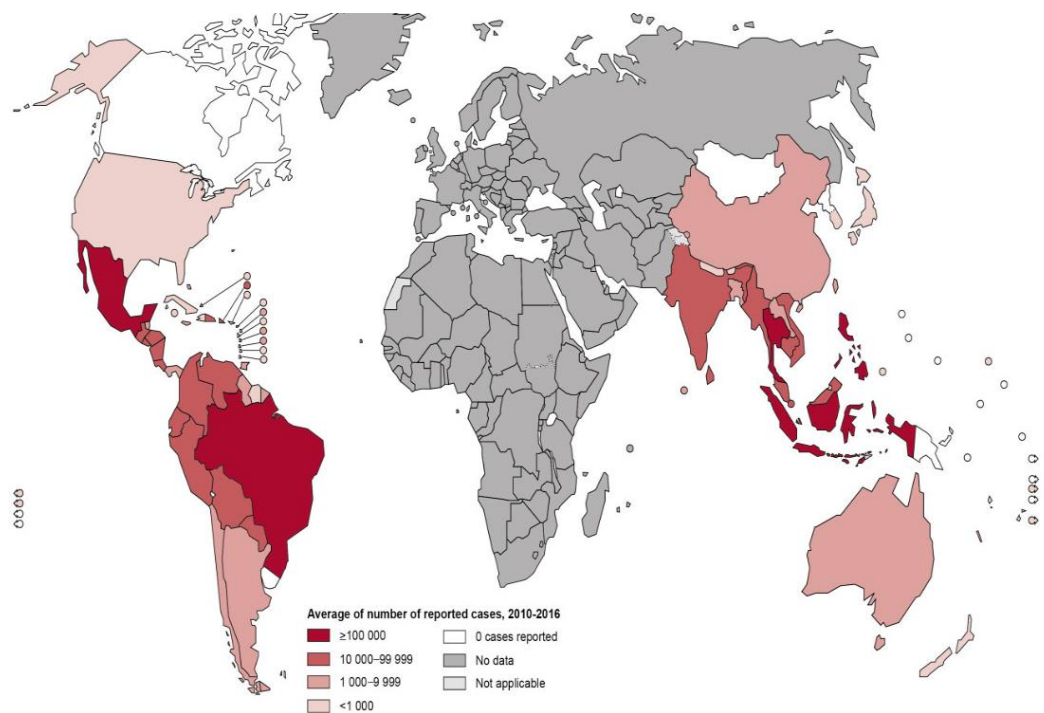 Average of number of reported cases, 2010-2016
≥100 000
10 000–99 999
1 000–9 999
<1 000
0 cases reported
No data
Not applicable